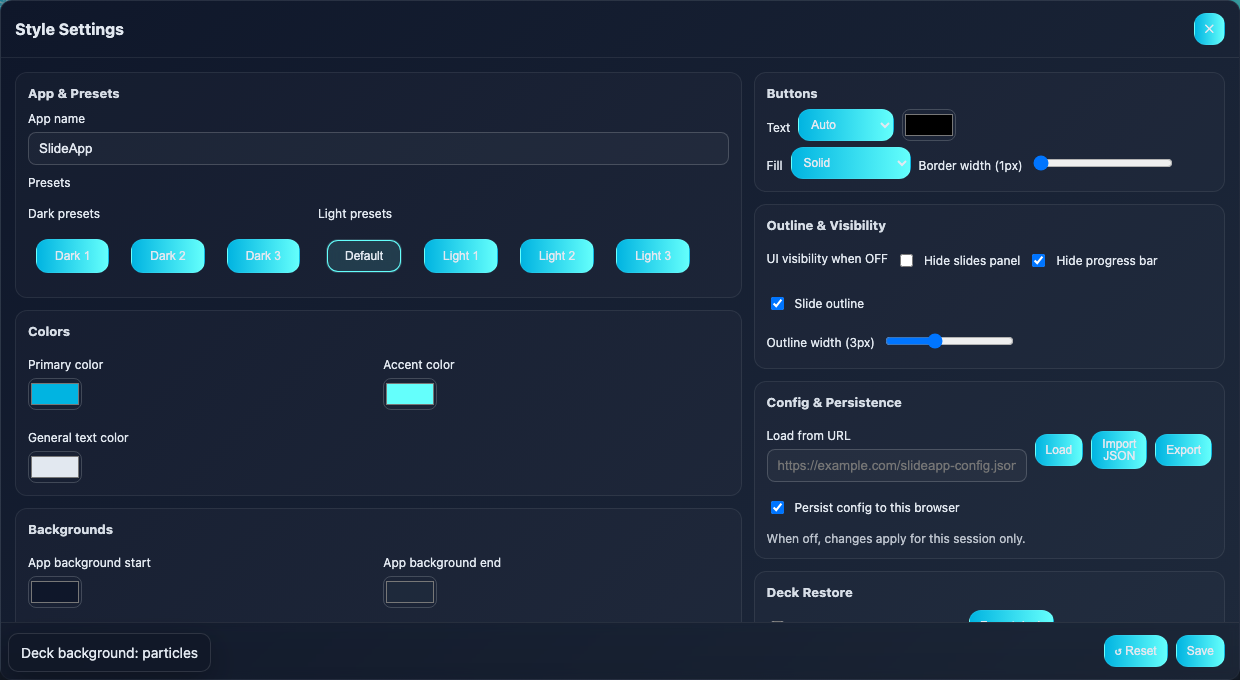 Style Settings
×
App & Presets
App name
SlideApp
Presets
Dark presets
Light presets
Dark 1
Dark 2
Dark 3
Default
Light 1
Light 2
Light 3
Colors
Primary color
Accent color
General text color
Backgrounds
App background start
App background end
Buttons
Text
Auto
Fill
Solid
Border width (1px)
Outline & Visibility
UI visibility when OFF
Hide slides panel
Hide progress bar
Slide outline
Outline width (3px)
Config & Persistence
Load from URL
https://example.com/slideapp-config.jsor
Load
Import
JSON
Export
Persist config to this browser
When off, changes apply for this session only.
Deck Restore
Deck background: particles
↺ Reset
Save